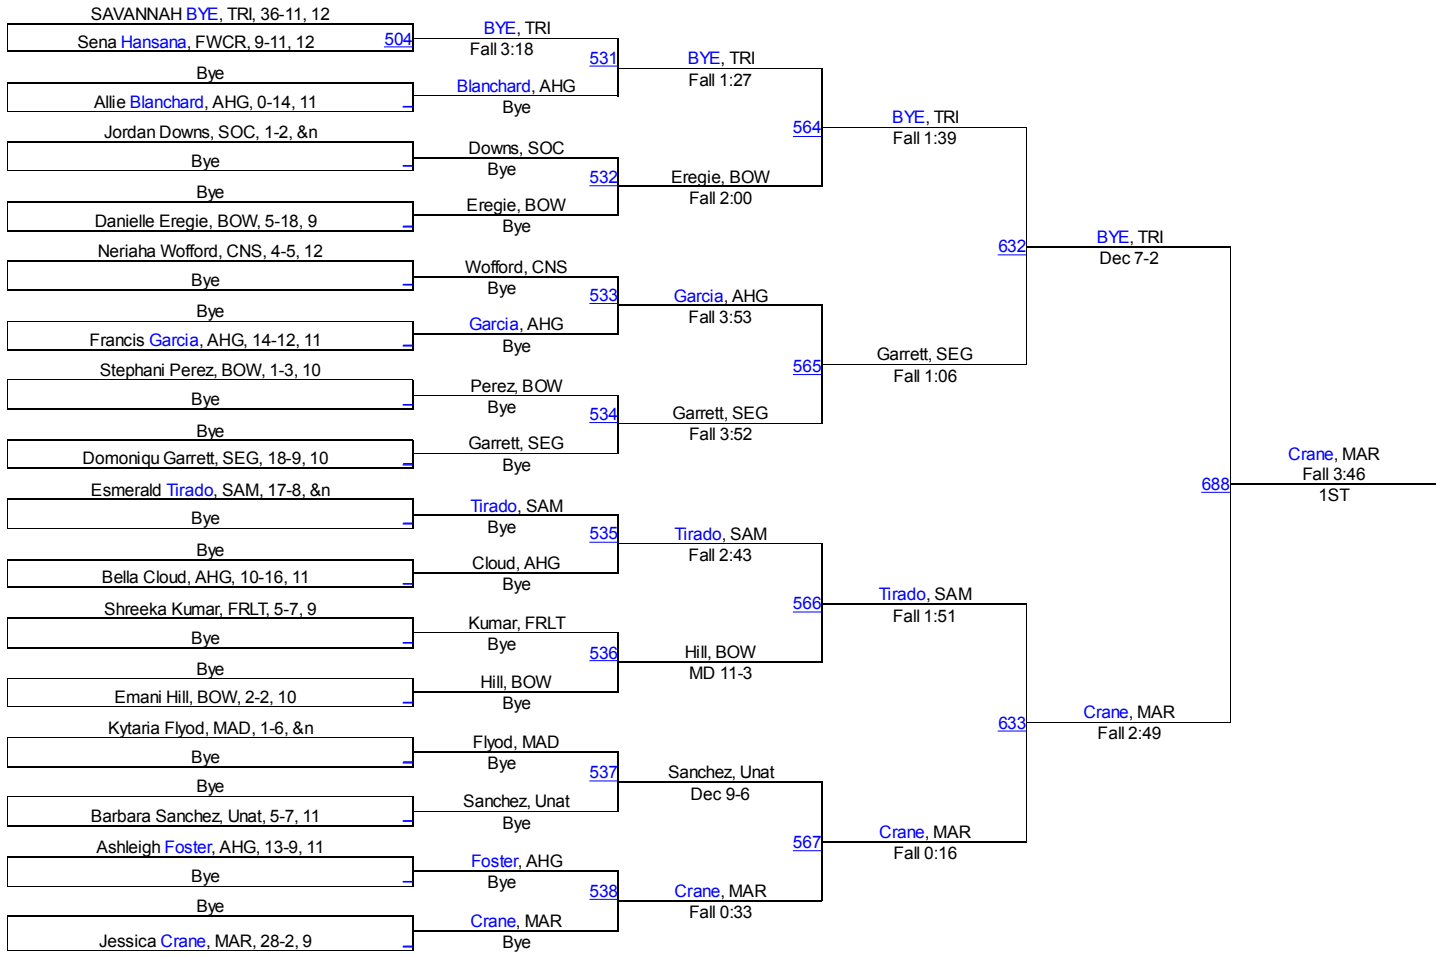 SAVANNAH BYE, TRI, 36-11, 12
Sena Hansana, FWCR, 9-11, 12
504
Bye
Allie Blanchard, AHG, 0-14, 11
Jordan Downs, SOC, 1-2, &n
Bye
Bye
Danielle Eregie, BOW, 5-18, 9
Neriaha Wofford, CNS, 4-5, 12
Bye
Bye
Francis Garcia, AHG, 14-12, 11
Stephani Perez, BOW, 1-3, 10
Bye
Bye
Domoniqu Garrett, SEG, 18-9, 10
Esmerald Tirado, SAM, 17-8, &n
Bye
Bye
Bella Cloud, AHG, 10-16, 11
Shreeka Kumar, FRLT, 5-7, 9
Bye
Bye
Emani Hill, BOW, 2-2, 10
Kytaria Flyod, MAD, 1-6, &n
Bye
Bye
Barbara Sanchez, Unat, 5-7, 11
Ashleigh Foster, AHG, 13-9, 11
Bye
Bye
Jessica Crane, MAR, 28-2, 9
BYE, TRI
Fall 3:18
531
Blanchard, AHG
Bye
Downs, SOC
Bye
532
Eregie, BOW
Bye
Wofford, CNS
Bye
533
Garcia, AHG
Bye
Perez, BOW
Bye
534
Garrett, SEG
Bye
Tirado, SAM
Bye
535
Cloud, AHG
Bye
Kumar, FRLT
Bye
536
Hill, BOW
Bye
Flyod, MAD
Bye
537
Sanchez, Unat
Bye
Foster, AHG
Bye
538
Crane, MAR
Bye
BYE, TRI
Fall 1:27
564
Eregie, BOW
Fall 2:00
Garcia, AHG
Fall 3:53
565
Garrett, SEG
Fall 3:52
Tirado, SAM
Fall 2:43
566
Hill, BOW
MD 11-3
Sanchez, Unat
Dec 9-6
567
Crane, MAR
Fall 0:33
BYE, TRI
Fall 1:39
632
Garrett, SEG
Fall 1:06
Tirado, SAM
Fall 1:51
633
Crane, MAR
Fall 0:16
BYE, TRI
Dec 7-2
688
Crane, MAR
Fall 2:49
Crane, MAR
Fall 3:46
1ST